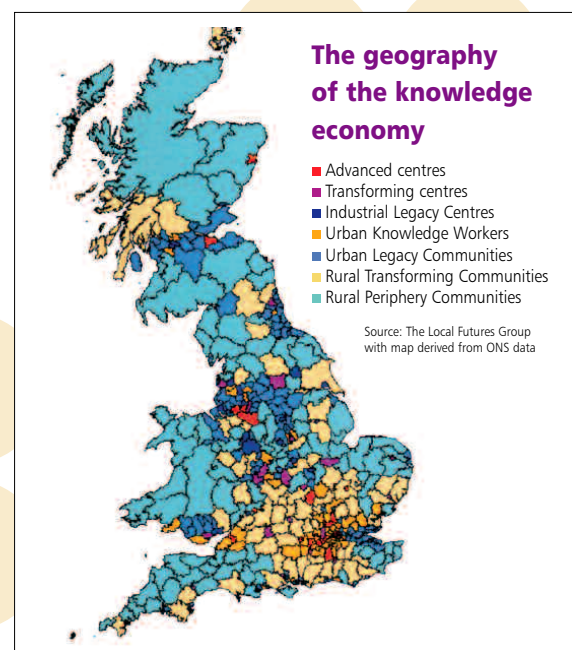 The geography
of the knowledge
economy
Advanced centres
Transforming centres
Industrial Legacy Centres
Urban Knowledge Workers
Urban Legacy Communities
Rural Transforming Communities
Rural Periphery Communities
Source: The Local Futures Group
with map derived from ONS data